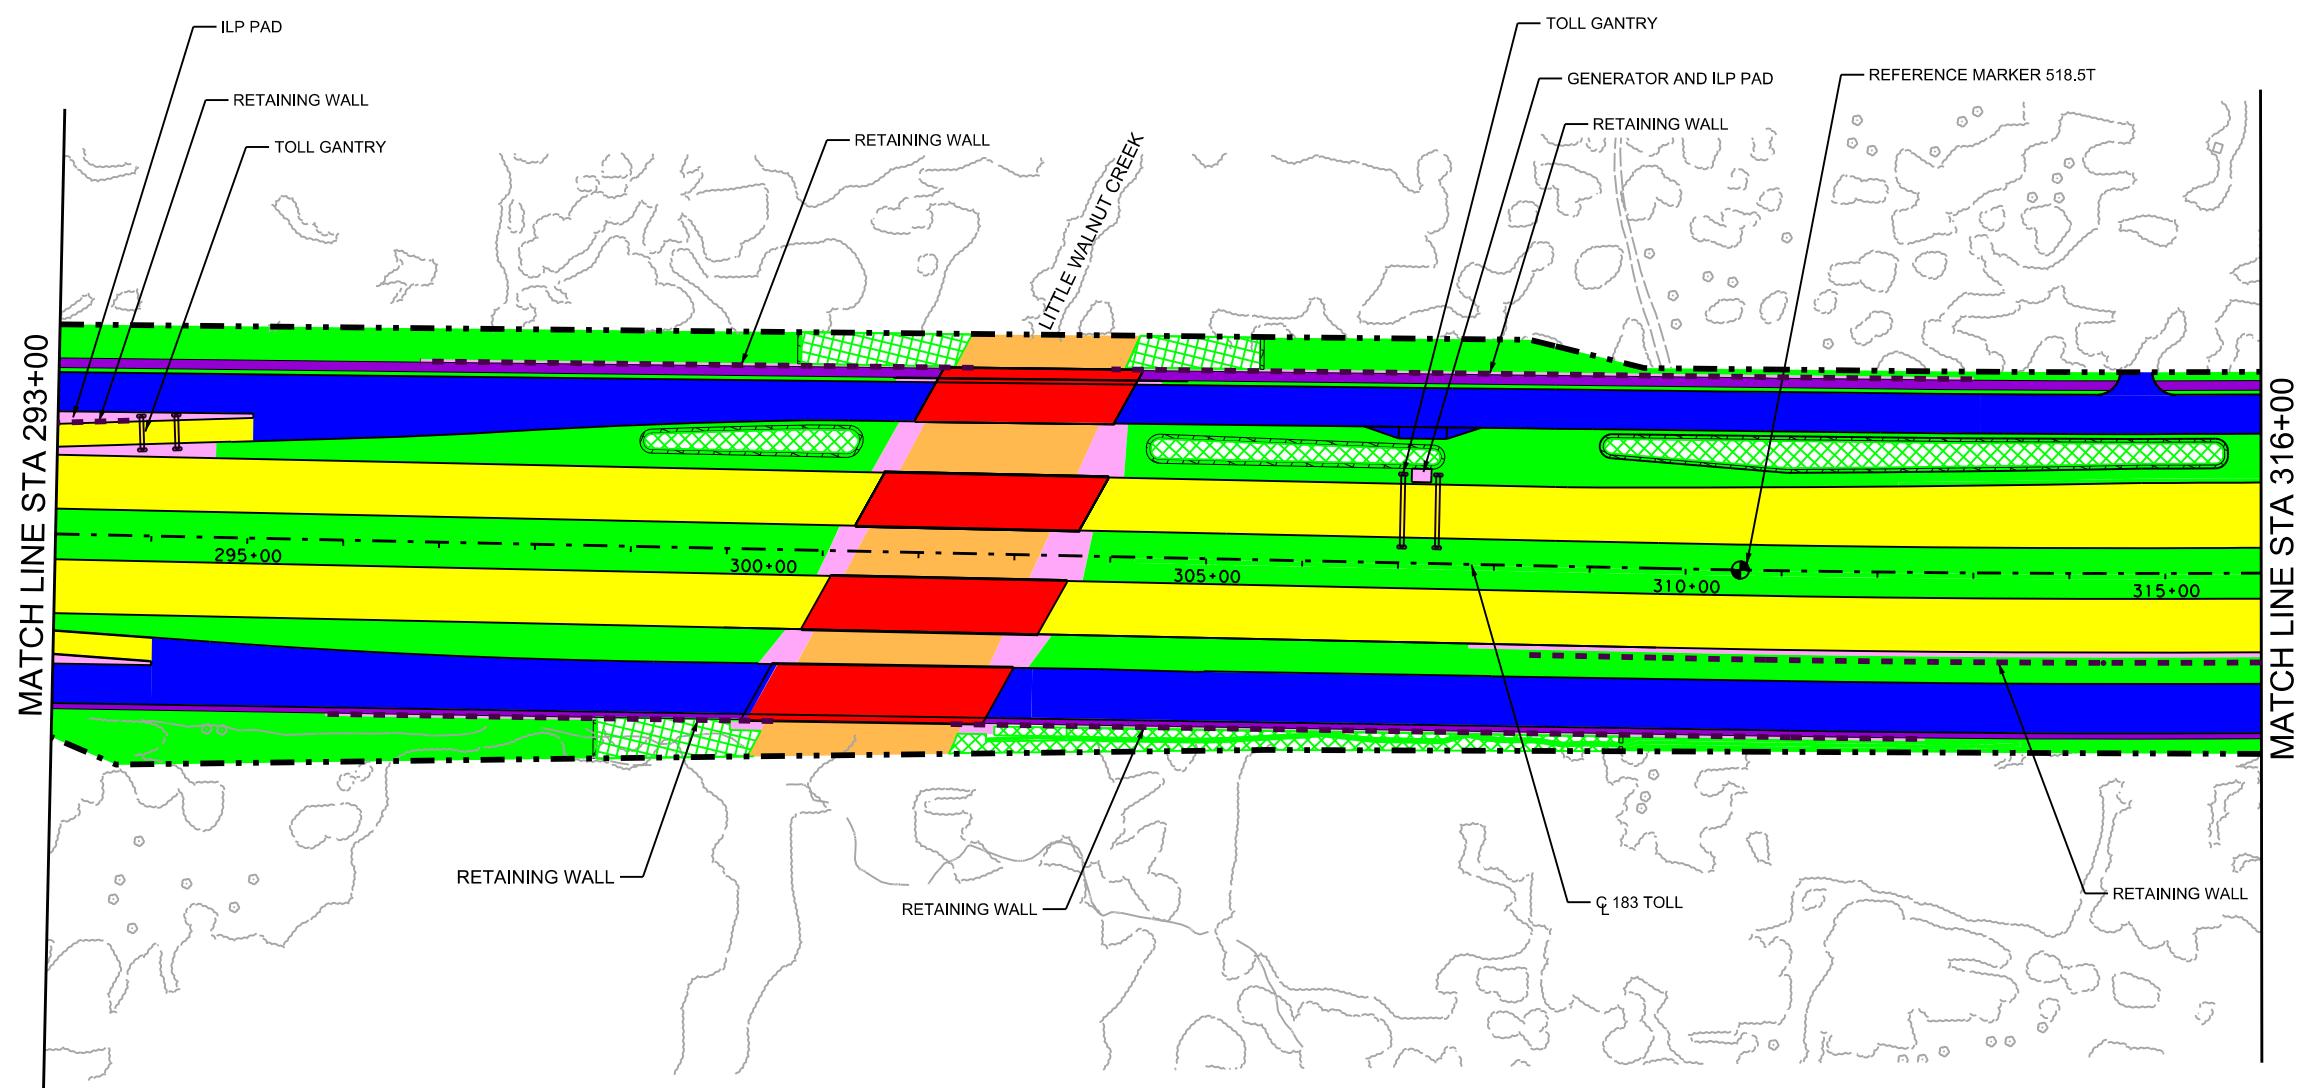 ILP PAD
TOLL GANTRY
GENERATOR AND ILP PAD
REFERENCE MARKER 518.5T
RETAINING WALL
RETAINING WALL
RETAINING WALL
TOLL GANTRY
LITTLE WALNUT CREEK
MATCH LINE STA 293+00
MATCH LINE STA 316+00
295+00
300+00
305+00
310+00
315+00
RETAINING WALL
RETAINING WALL
℄ 183 TOLL
RETAINING WALL